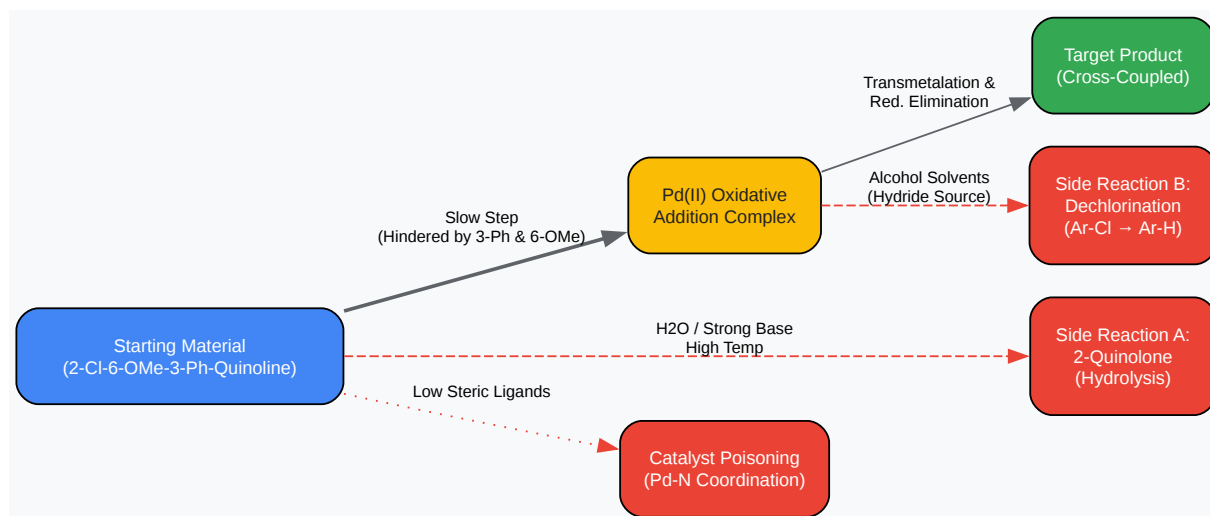 Target Product
(Cross-Coupled)
Transmetalation &
Red. Elimination
Pd(II) Oxidative
Addition Complex
Alcohol Solvents
(Hydride Source)
Side Reaction B:
Dechlorination
(Ar-Cl → Ar-H)
Slow Step
(Hindered by 3-Ph & 6-OMe)
Starting Material
(2-Cl-6-OMe-3-Ph-Quinoline)
H2O / Strong Base
High Temp
Side Reaction A:
2-Quinolone
(Hydrolysis)
Low Steric Ligands
Catalyst Poisoning
(Pd-N Coordination)